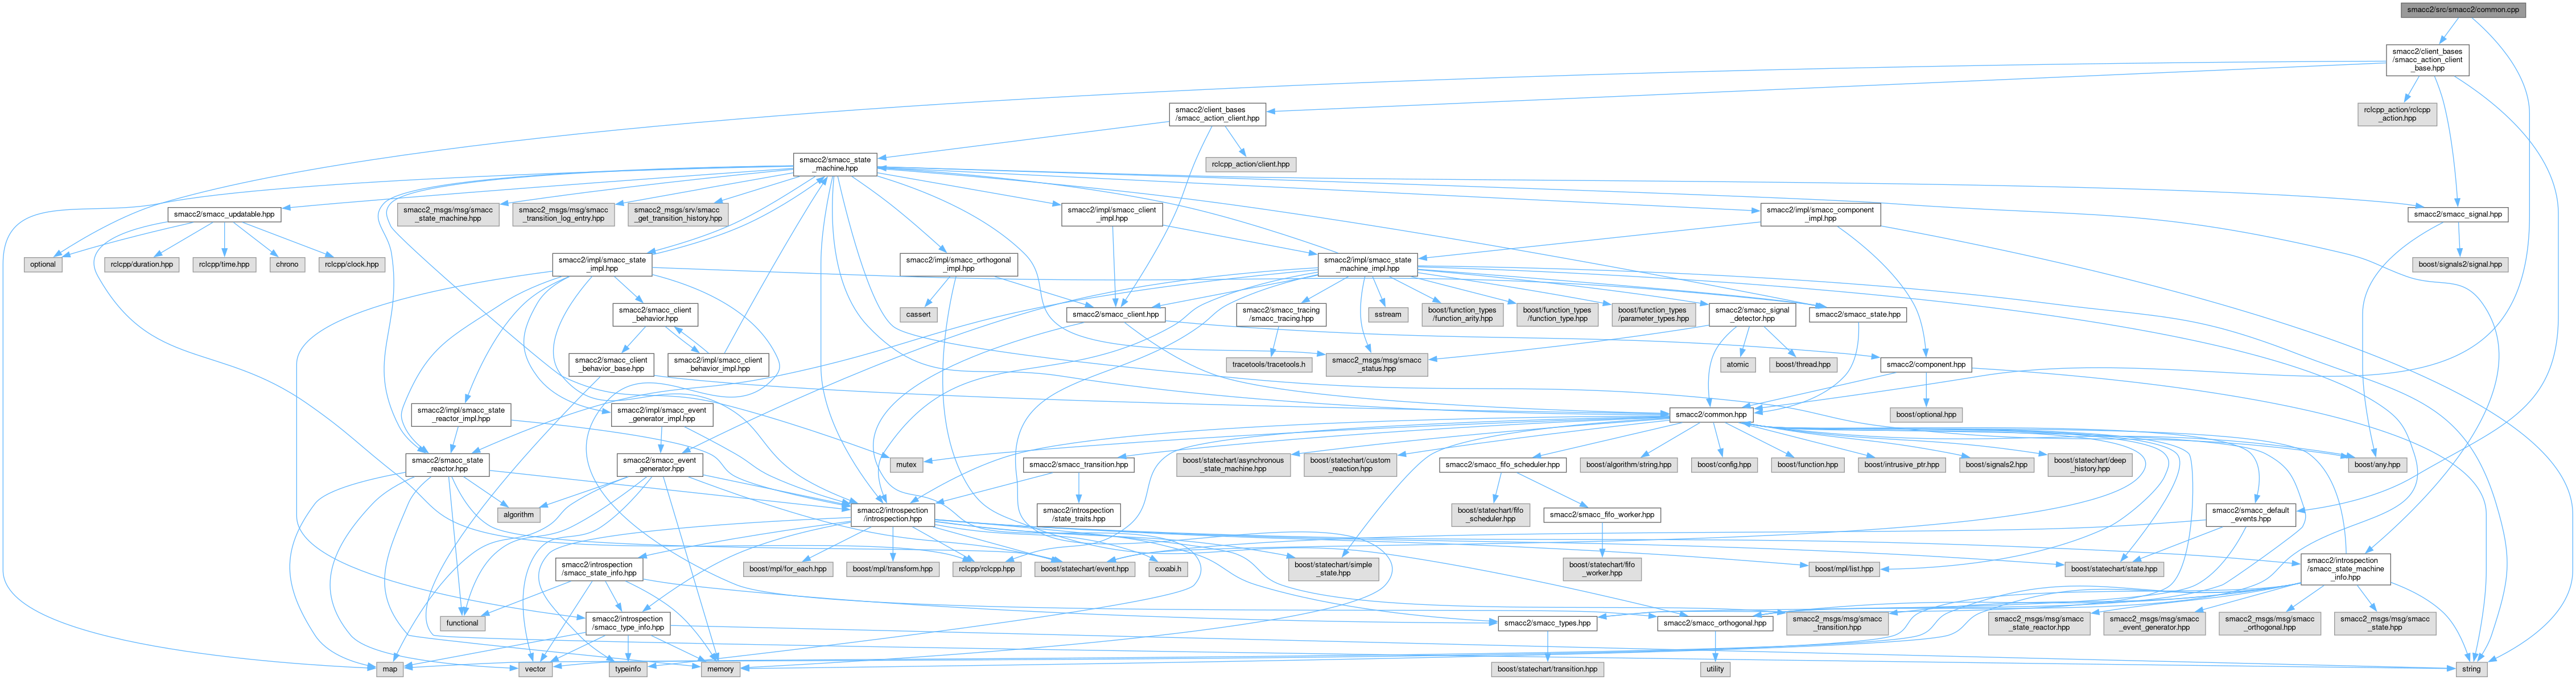 smacc2/src/smacc2/common.cpp
smacc2/client_bases
/smacc_action_client
_base.hpp
smacc2/client_bases
/smacc_action_client.hpp
rclcpp_action/rclcpp
_action.hpp
smacc2/smacc_state
_machine.hpp
rclcpp_action/client.hpp
smacc2/smacc_updatable.hpp
smacc2_msgs/msg/smacc
_state_machine.hpp
smacc2_msgs/msg/smacc
_transition_log_entry.hpp
smacc2_msgs/srv/smacc
_get_transition_history.hpp
smacc2/impl/smacc_client
_impl.hpp
smacc2/impl/smacc_component
_impl.hpp
smacc2/smacc_signal.hpp
optional
rclcpp/duration.hpp
rclcpp/time.hpp
chrono
rclcpp/clock.hpp
smacc2/impl/smacc_state
_impl.hpp
smacc2/impl/smacc_orthogonal
_impl.hpp
smacc2/impl/smacc_state
_machine_impl.hpp
boost/signals2/signal.hpp
smacc2/smacc_client
_behavior.hpp
cassert
smacc2/smacc_client.hpp
smacc2/smacc_tracing
/smacc_tracing.hpp
sstream
boost/function_types
/function_arity.hpp
boost/function_types
/function_type.hpp
boost/function_types
/parameter_types.hpp
smacc2/smacc_signal
_detector.hpp
smacc2/smacc_state.hpp
smacc2/smacc_client
_behavior_base.hpp
smacc2/impl/smacc_client
_behavior_impl.hpp
tracetools/tracetools.h
smacc2_msgs/msg/smacc
_status.hpp
atomic
boost/thread.hpp
smacc2/component.hpp
smacc2/impl/smacc_state
_reactor_impl.hpp
smacc2/impl/smacc_event
_generator_impl.hpp
smacc2/common.hpp
boost/optional.hpp
smacc2/smacc_state
_reactor.hpp
smacc2/smacc_event
_generator.hpp
mutex
smacc2/smacc_transition.hpp
boost/statechart/asynchronous
_state_machine.hpp
boost/statechart/custom
_reaction.hpp
smacc2/smacc_fifo_scheduler.hpp
boost/algorithm/string.hpp
boost/config.hpp
boost/function.hpp
boost/intrusive_ptr.hpp
boost/signals2.hpp
boost/statechart/deep
_history.hpp
boost/any.hpp
algorithm
smacc2/introspection
/introspection.hpp
smacc2/introspection
/state_traits.hpp
boost/statechart/fifo
_scheduler.hpp
smacc2/smacc_fifo_worker.hpp
smacc2/smacc_default
_events.hpp
smacc2/introspection
/smacc_state_info.hpp
boost/mpl/for_each.hpp
boost/mpl/transform.hpp
rclcpp/rclcpp.hpp
boost/statechart/event.hpp
cxxabi.h
boost/statechart/simple
_state.hpp
boost/statechart/fifo
_worker.hpp
boost/mpl/list.hpp
boost/statechart/state.hpp
smacc2/introspection
/smacc_state_machine
_info.hpp
functional
smacc2/introspection
/smacc_type_info.hpp
smacc2/smacc_types.hpp
smacc2/smacc_orthogonal.hpp
smacc2_msgs/msg/smacc
_transition.hpp
smacc2_msgs/msg/smacc
_state_reactor.hpp
smacc2_msgs/msg/smacc
_event_generator.hpp
smacc2_msgs/msg/smacc
_orthogonal.hpp
smacc2_msgs/msg/smacc
_state.hpp
map
vector
typeinfo
memory
boost/statechart/transition.hpp
utility
string